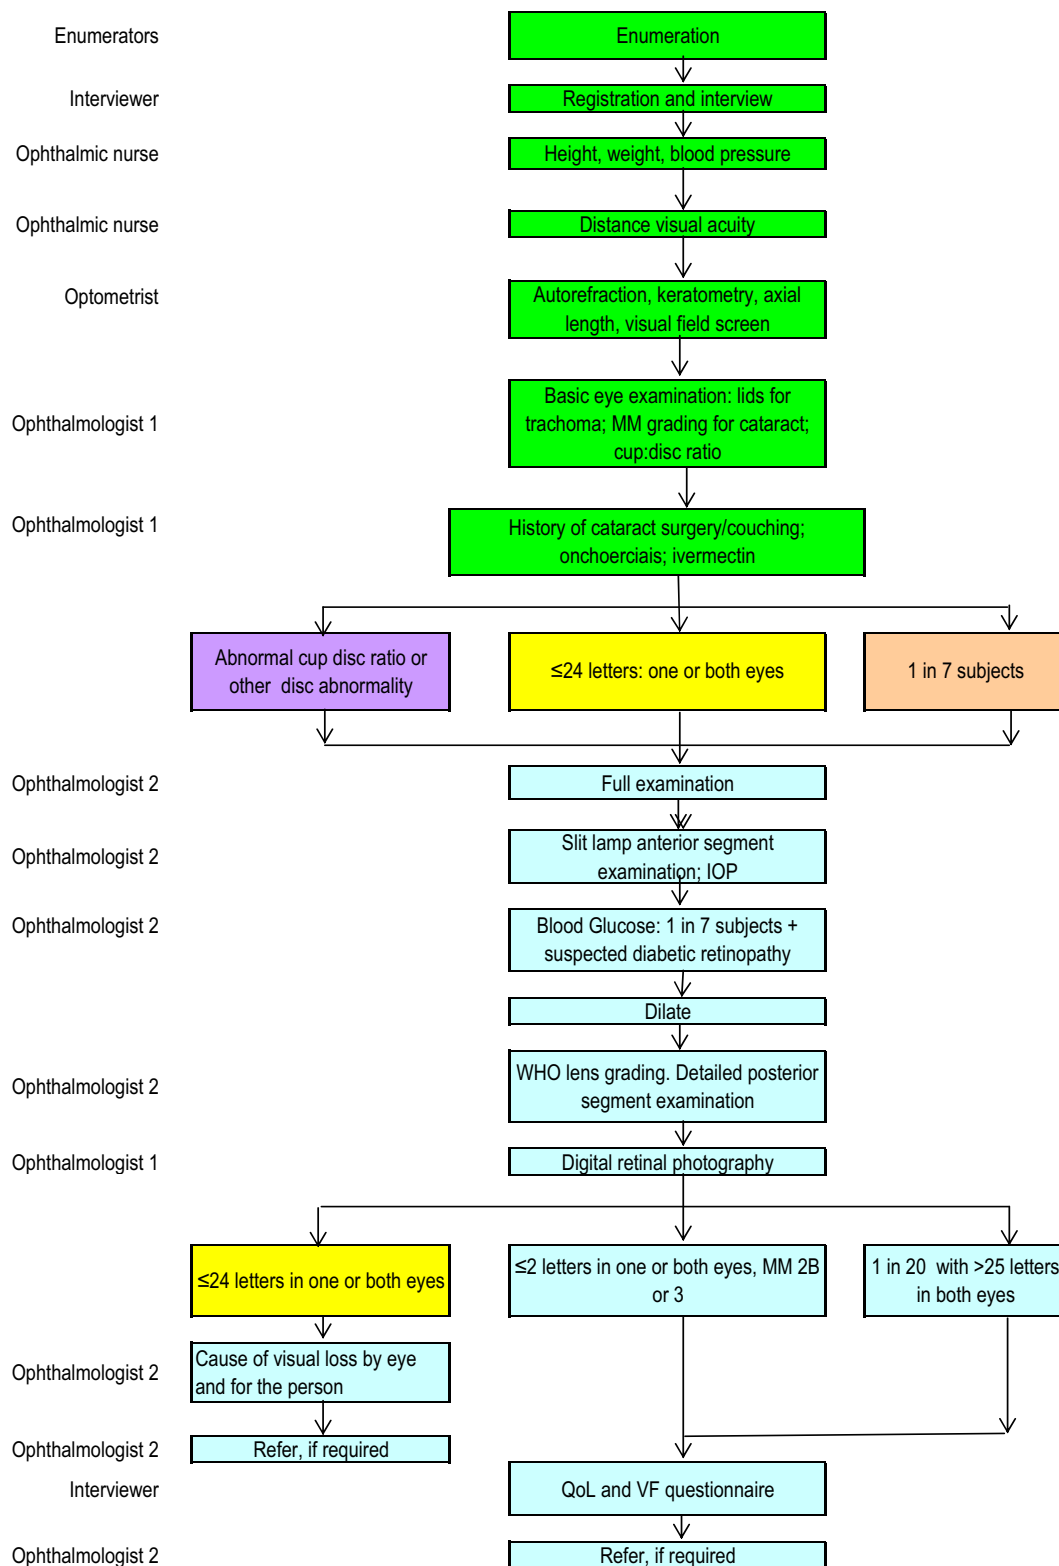 Enumerators
Enumeration
Interviewer
Registration and interview
Ophthalmic nurse
Height, weight, blood pressure
Ophthalmic nurse
Distance visual acuity
Optometrist
Autorefraction, keratometry, axial
length, visual field screen
Ophthalmologist 1
Basic eye examination: lids for
trachoma; MM grading for cataract;
cup:disc ratio
Ophthalmologist 1
History of cataract surgery/couching;
onchoerciais; ivermectin
Abnormal cup disc ratio or
other disc abnormality
≤24 letters: one or both eyes
1 in 7 subjects
Ophthalmologist 2
Full examination
Ophthalmologist 2
Slit lamp anterior segment
examination; IOP
Ophthalmologist 2
Blood Glucose: 1 in 7 subjects +
suspected diabetic retinopathy
Dilate
Ophthalmologist 2
WHO lens grading. Detailed posterior
segment examination
Ophthalmologist 1
Digital retinal photography
≤24 letters in one or both eyes
≤2 letters in one or both eyes, MM 2B
or 3
1 in 20 with >25 letters
in both eyes
Ophthalmologist 2
Cause of visual loss by eye
and for the person
Ophthalmologist 2
Refer, if required
Interviewer
QoL and VF questionnaire
Ophthalmologist 2
Refer, if required